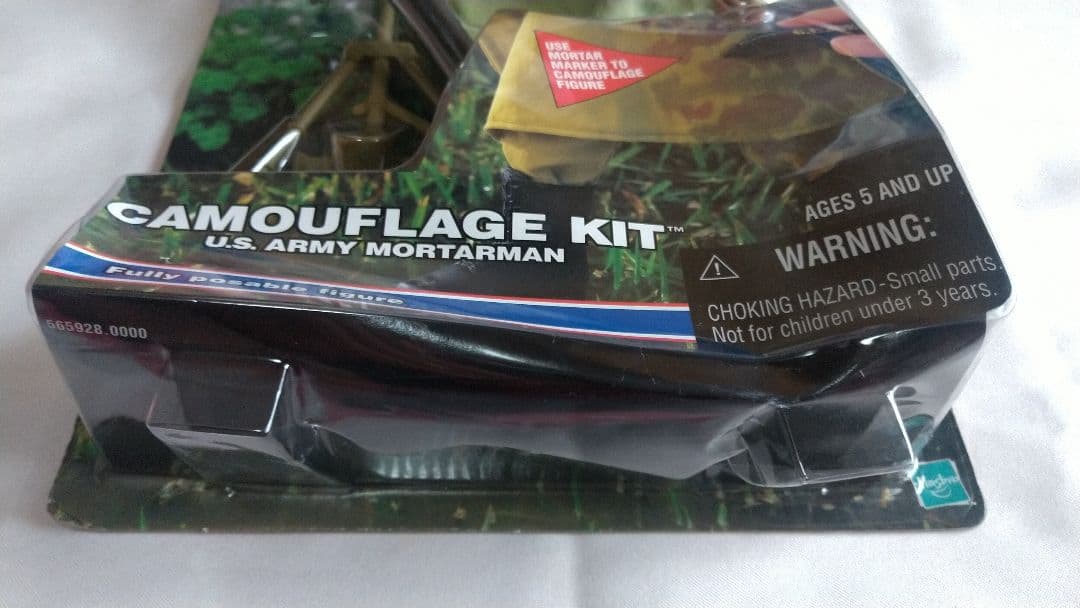 USE
MORTAR
MARKER TO
CAMOUFLAGE
FIGURE
AGES 5 AND UP
CAMOUFLAGE KIT™
U.S. ARMY MORTARMAN
Fully posable figure
WARNING:
CHOKING HAZARD-Small parts.
Not for children under 3 years.
565928.0000
Hasbro